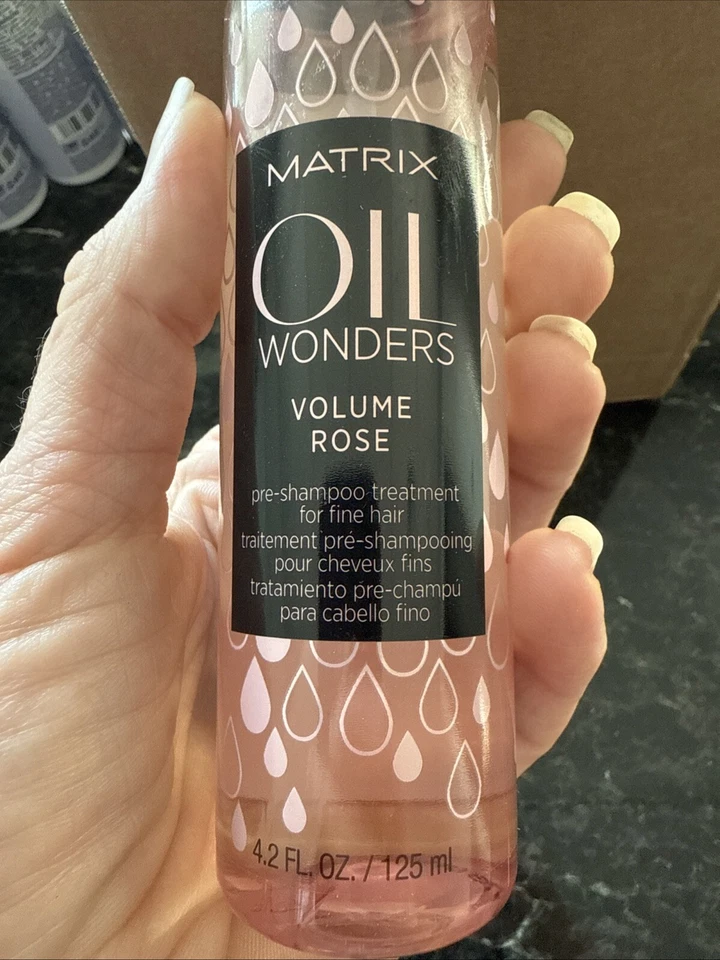 MATRIX
OIL
WONDERS
VOLUME
ROSE
pre-shampoo treatment
for fine hair
traitement pré-shampooing
pour cheveux fins
tratamiento pre-champú
para cabello fino
4.2 FL. OZ. / 125 ml